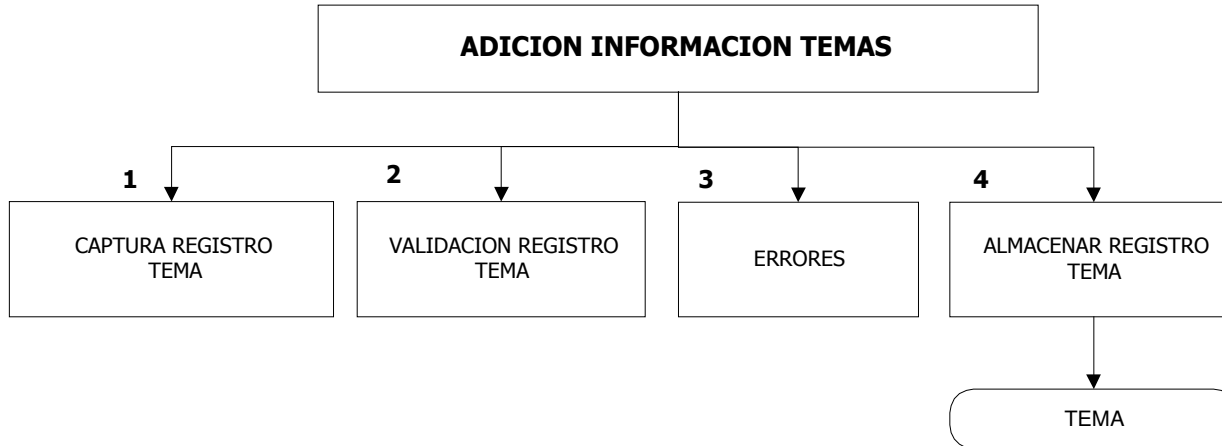 ADICION INFORMACION TEMAS
1
2
3
4
CAPTURA REGISTRO
TEMA
VALIDACION REGISTRO
TEMA
ERRORES
ALMACENAR REGISTRO
TEMA
TEMA